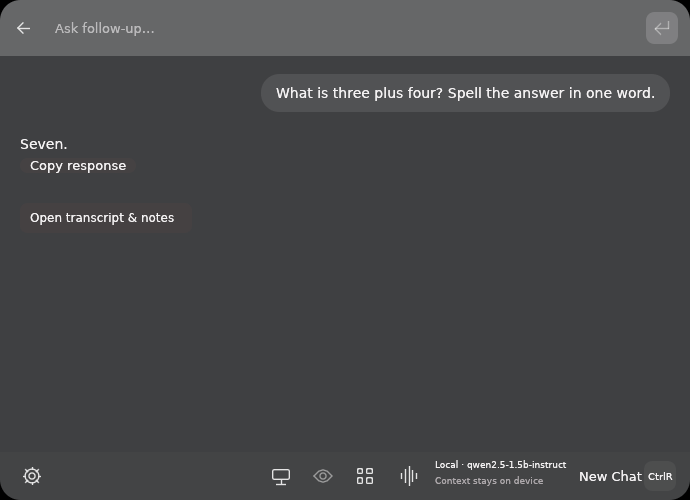 Ask follow-up...
What is three plus four? Spell the answer in one word.
Seven.
Copy response
Open transcript & notes
Local · qwen2.5-1.5b-instruct
Context stays on device
New Chat CtrlR